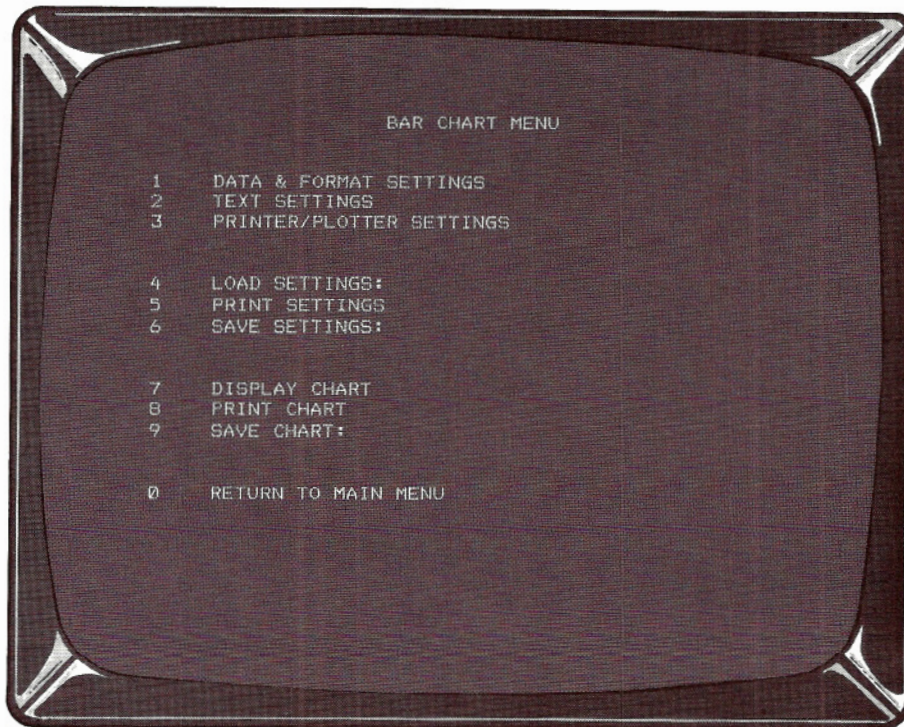 BAR CHART MENU
1 DATA & FORMAT SETTINGS
2 TEXT SETTINGS
3 PRINTER/PLOTTER SETTINGS
4 LOAD SETTINGS:
5 PRINT SETTINGS
6 SAVE SETTINGS:
7 DISPLAY CHART
8 PRINT CHART
9 SAVE CHART:
0 RETURN TO MAIN MENU